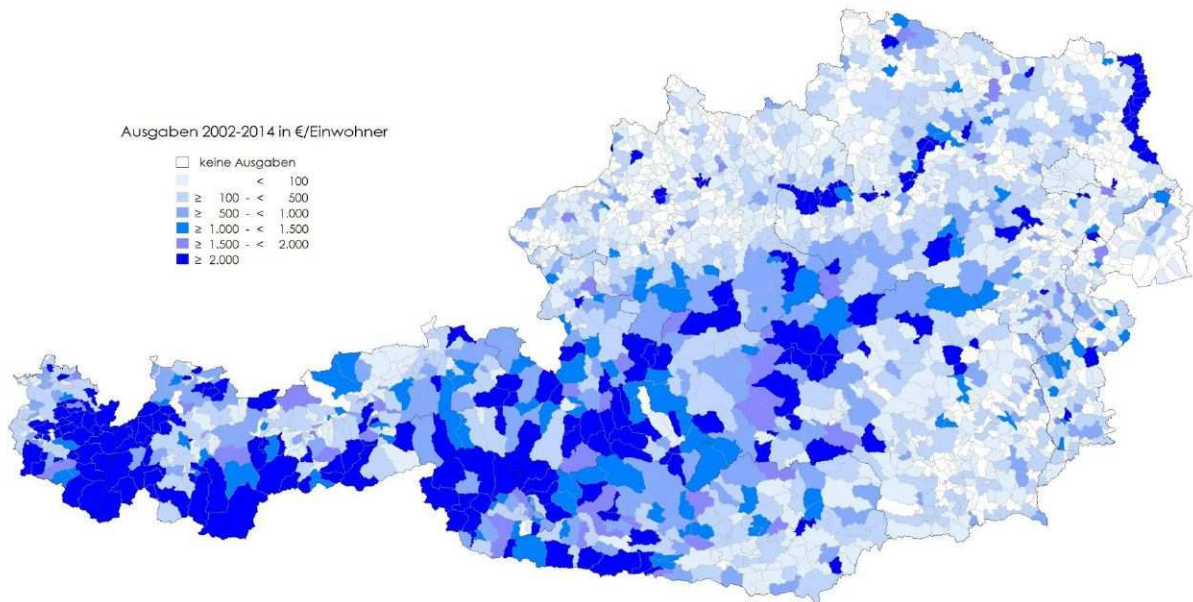 Ausgaben 2002-2014 in €/Einwohner
keine Ausgaben
< 100
≥ 100 - < 500
≥ 500 - < 1.000
≥ 1.000 - < 1.500
≥ 1.500 - < 2.000
≥ 2.000